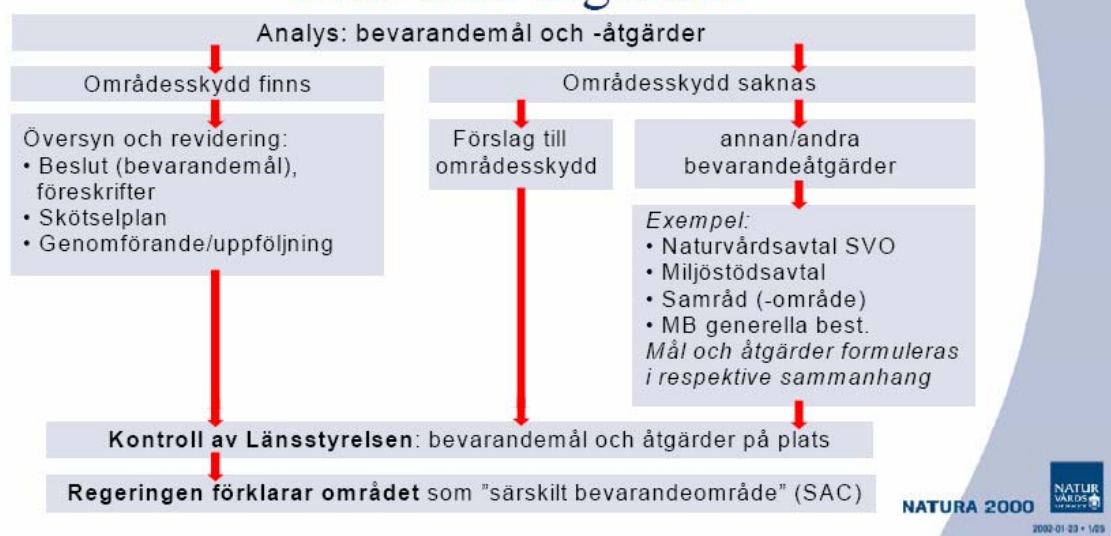 Analys: bevarandemål och -åtgärder
Områdesskydd finns
Områdesskydd saknas
Översyn och revidering:
• Beslut (bevarandemål),
föreskrifter
• Skötselplan
• Genomförande/uppföljning
Förslag till
områdesskydd
annan/andra
bevarandeåtgärder
Exempel:
• Naturvårdsavtal SVO
• Miljöstödsavtal
• Samråd (-område)
• MB generella best.
Mål och åtgärder formuleras
i respektive sammanhang
Kontroll av Länsstyrelsen: bevarandemål och åtgärder på plats
Regeringen förklarar området som ”särskilt bevarandeområde” (SAC)
NATURA 2000
NATUR
VÅRDS
2002-01-23 • 1/25